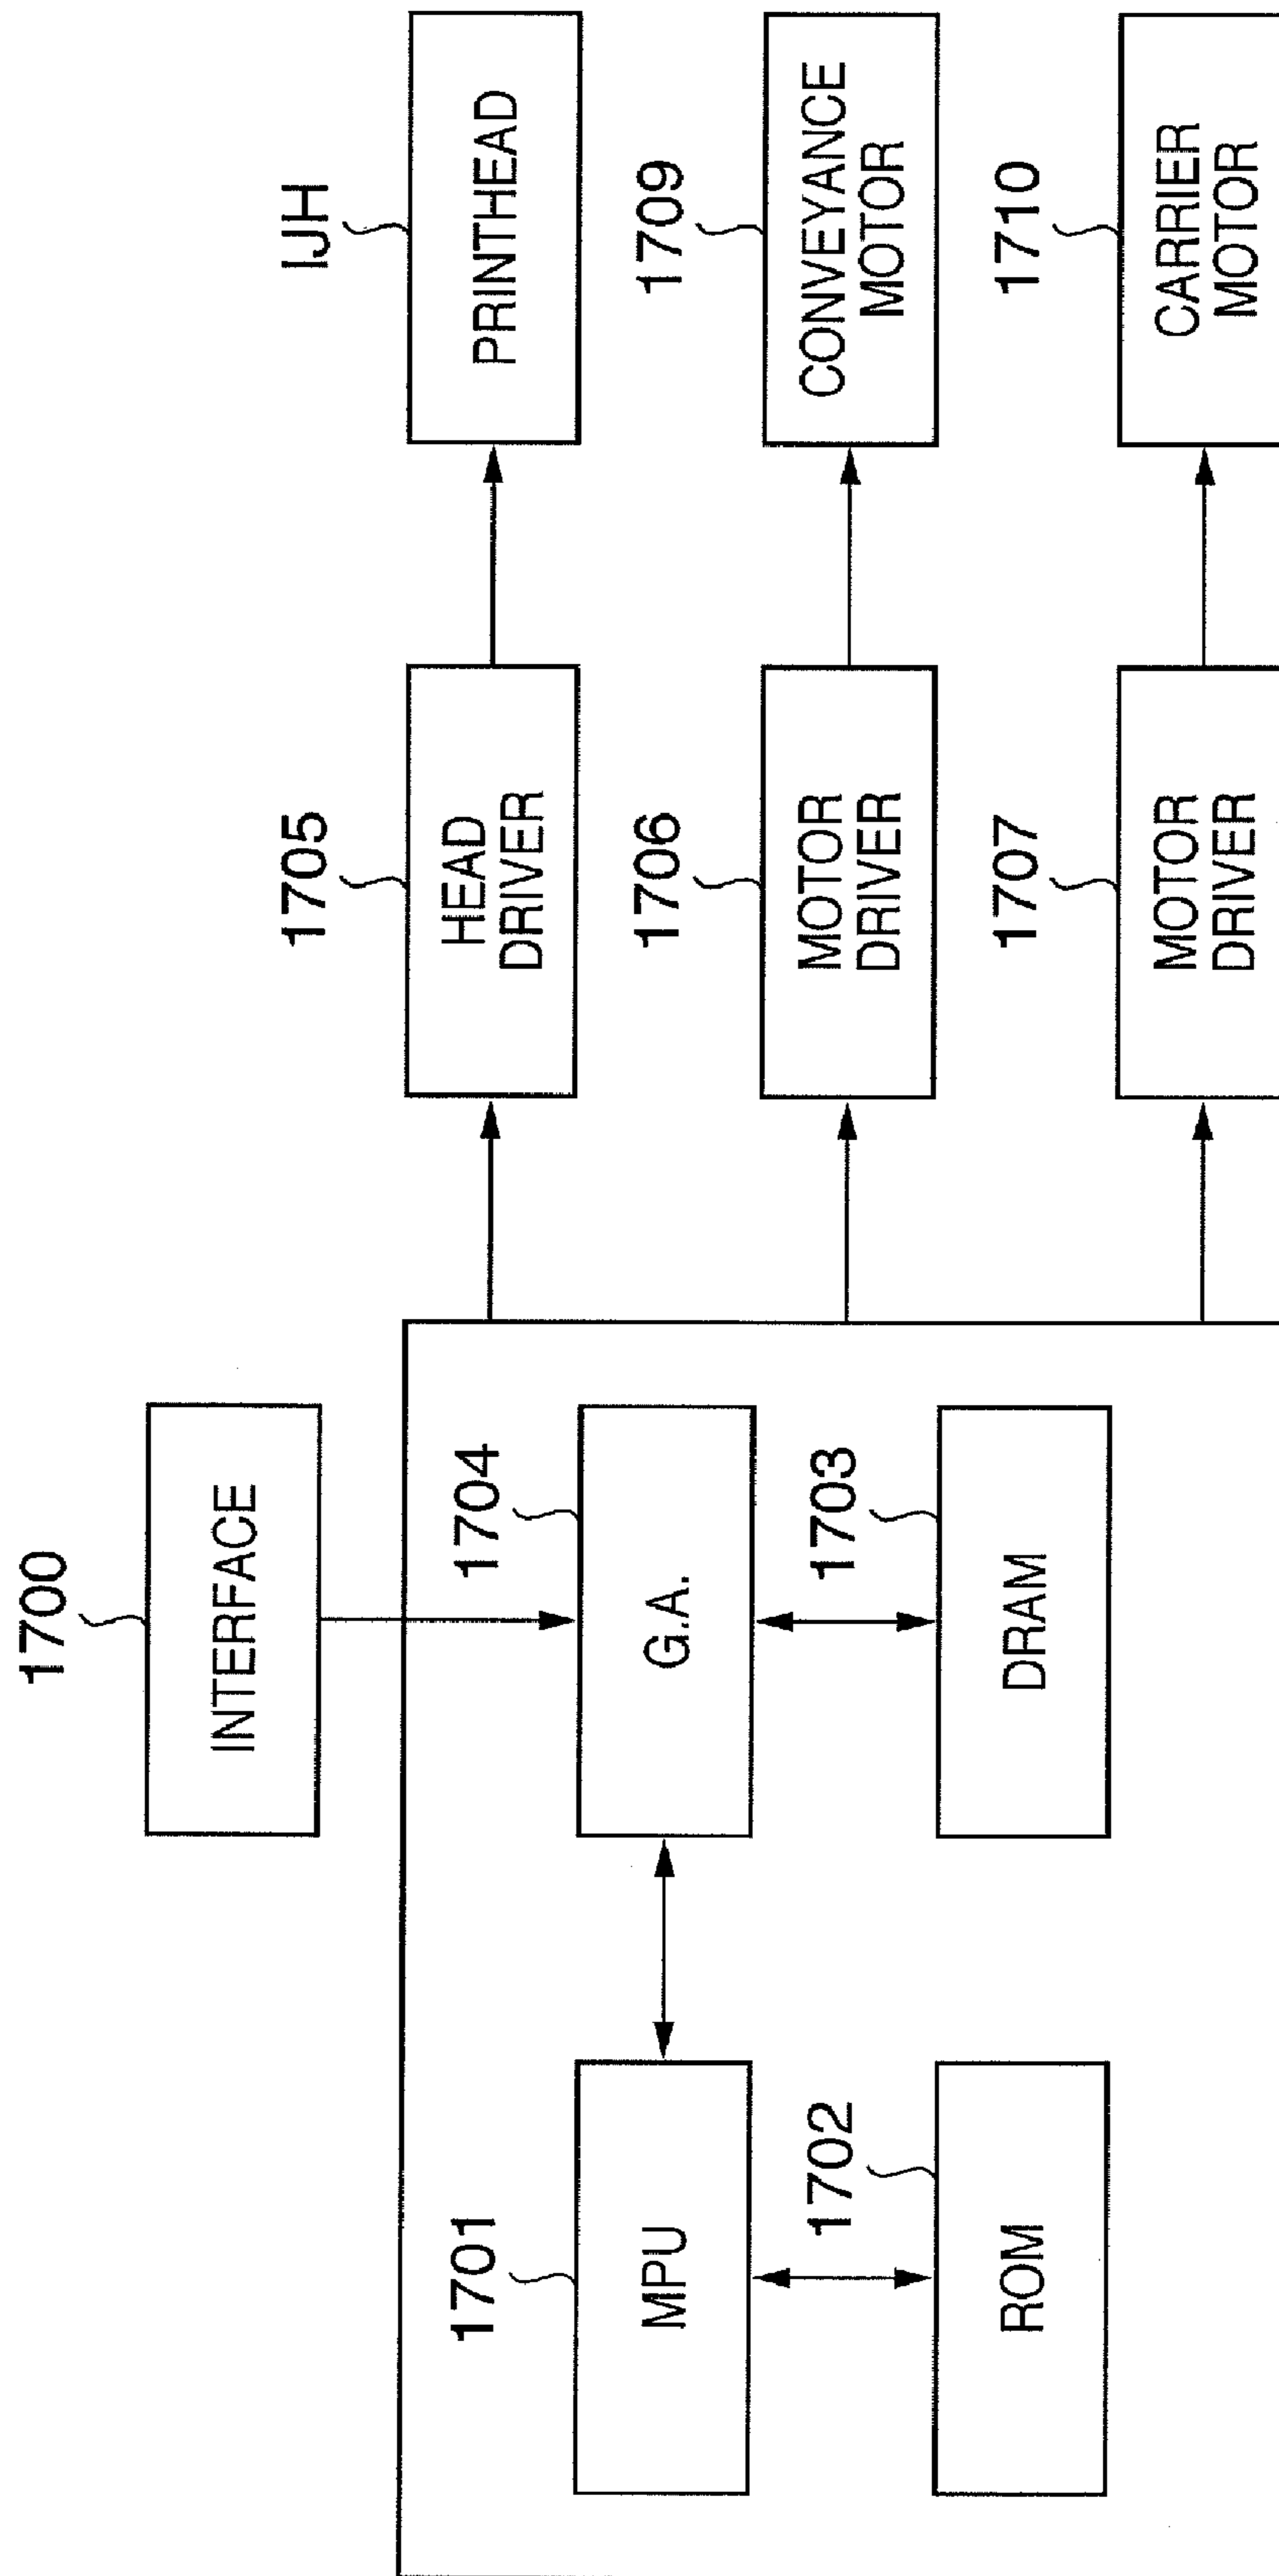 1700
INTERFACE
IJH
PRINTHEAD
1705
HEAD
DRIVER
1704
G.A.
1701
MPU
1709
CONVEYANCE
MOTOR
1706
MOTOR
DRIVER
1703
DRAM
1702
ROM
1710
CARRIER
MOTOR
1707
MOTOR
DRIVER